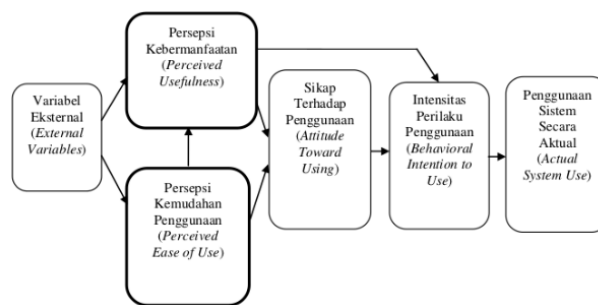 Persepsi
Kebermanfaatan
(Perceived
Usefulness)
Variabel
Eksternal
(External
Variables)
Persepsi
Kemudahan
Penggunaan
(Perceived
Ease of Use)
Sikap
Terhadap
Penggunaan
(Attitude
Toward
Using)
Intensitas
Perilaku
Penggunaan
(Behavioral
Intention to
Use)
Penggunaan
Sistem
Secara
Aktual
(Actual
System Use)